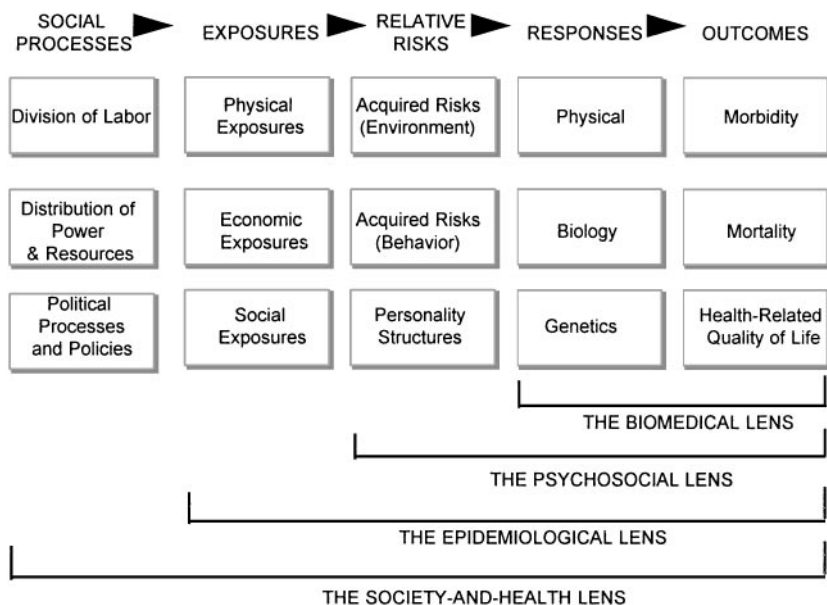 SOCIAL
PROCESSES
EXPOSURES
RELATIVE
RISKS
RESPONSES
OUTCOMES
Division of Labor
Physical
Exposures
Acquired Risks
(Environment)
Physical
Morbidity
Distribution of
Power
& Resources
Economic
Exposures
Acquired Risks
(Behavior)
Biology
Mortality
Political
Processes
and Policies
Social
Exposures
Personality
Structures
Genetics
Health-Related
Quality of Life
THE BIOMEDICAL LENS
THE PSYCHOSOCIAL LENS
THE EPIDEMIOLOGICAL LENS
THE SOCIETY-AND-HEALTH LENS